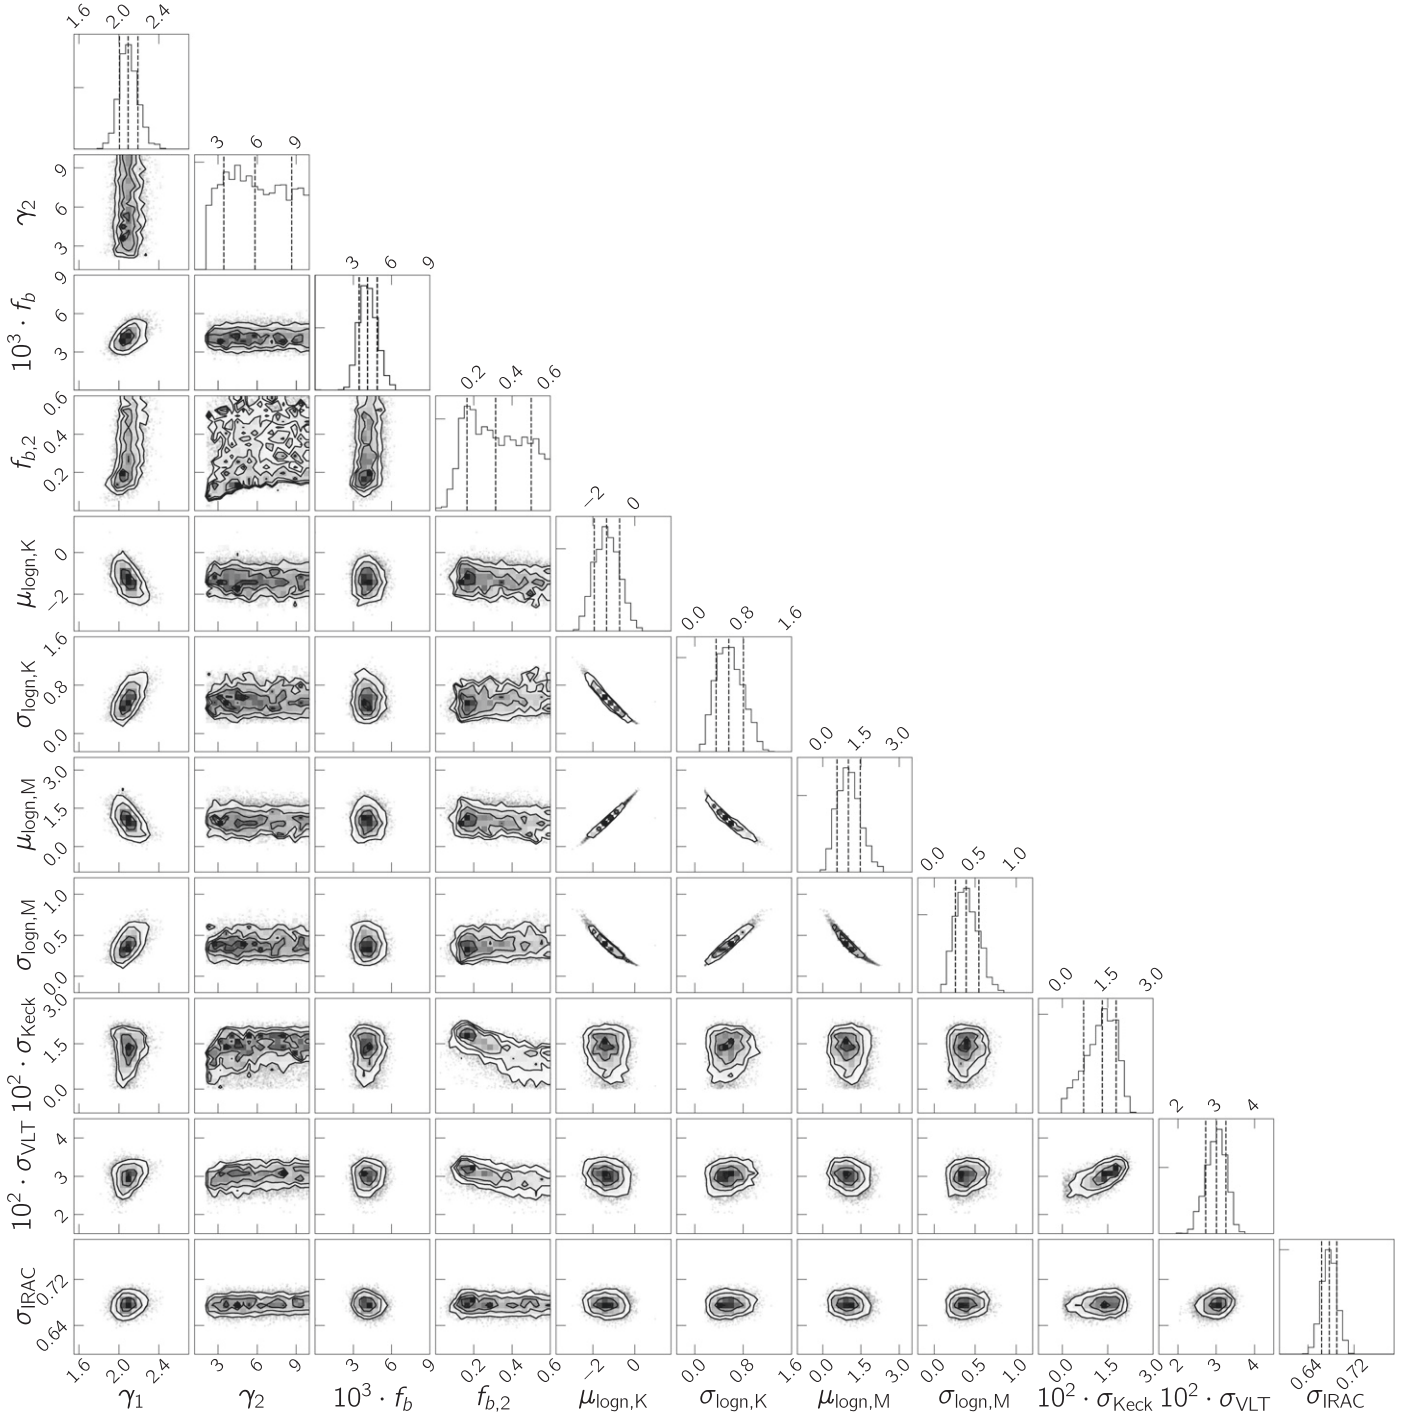 1.6 2.0 2.4
3 6 9
γ₂ 3 6 9
3 6 9
10³ · f_b 3 6 9
0.2 0.4 0.6
f_b,2 0.2 0.4 0.6
−2 0
μ_logn,K −2 0
0.0 0.8 1.6
σ_logn,K 0.0 0.8 1.6
0.0 1.5 3.0
μ_logn,M 0.0 1.5 3.0
0.0 0.5 1.0
σ_logn,M 0.0 0.5 1.0
0.0 1.5 3.0
10² · σ_Keck 0.0 1.5 3.0
2 3 4
10² · σ_VLT 2 3 4
σ_IRAC 0.64 0.72
1.6 2.0 2.4 3 6 9 3 6 9 0.2 0.4 0.6 −2 0 0.0 0.8 1.6 0.0 1.5 3.0 0.0 0.5 1.0 0.0 1.5 3.0 2 3 4 0.64 0.72
γ₁ γ₂ 10³ · f_b f_b,2 μ_logn,K σ_logn,K μ_logn,M σ_logn,M 10² · σ_Keck 10² · σ_VLT σ_IRAC